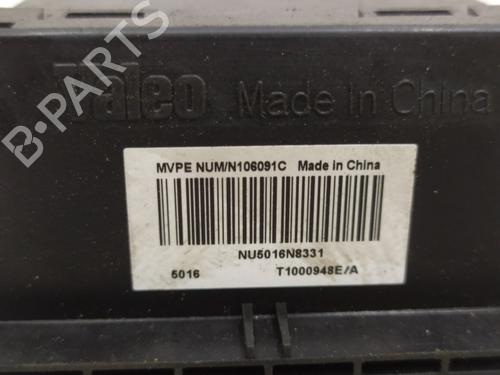 Valeo Made In China
MVPE NUM/N106091C Made in China
NU5016N8331
5016 T1000948E/A
B-PARTS